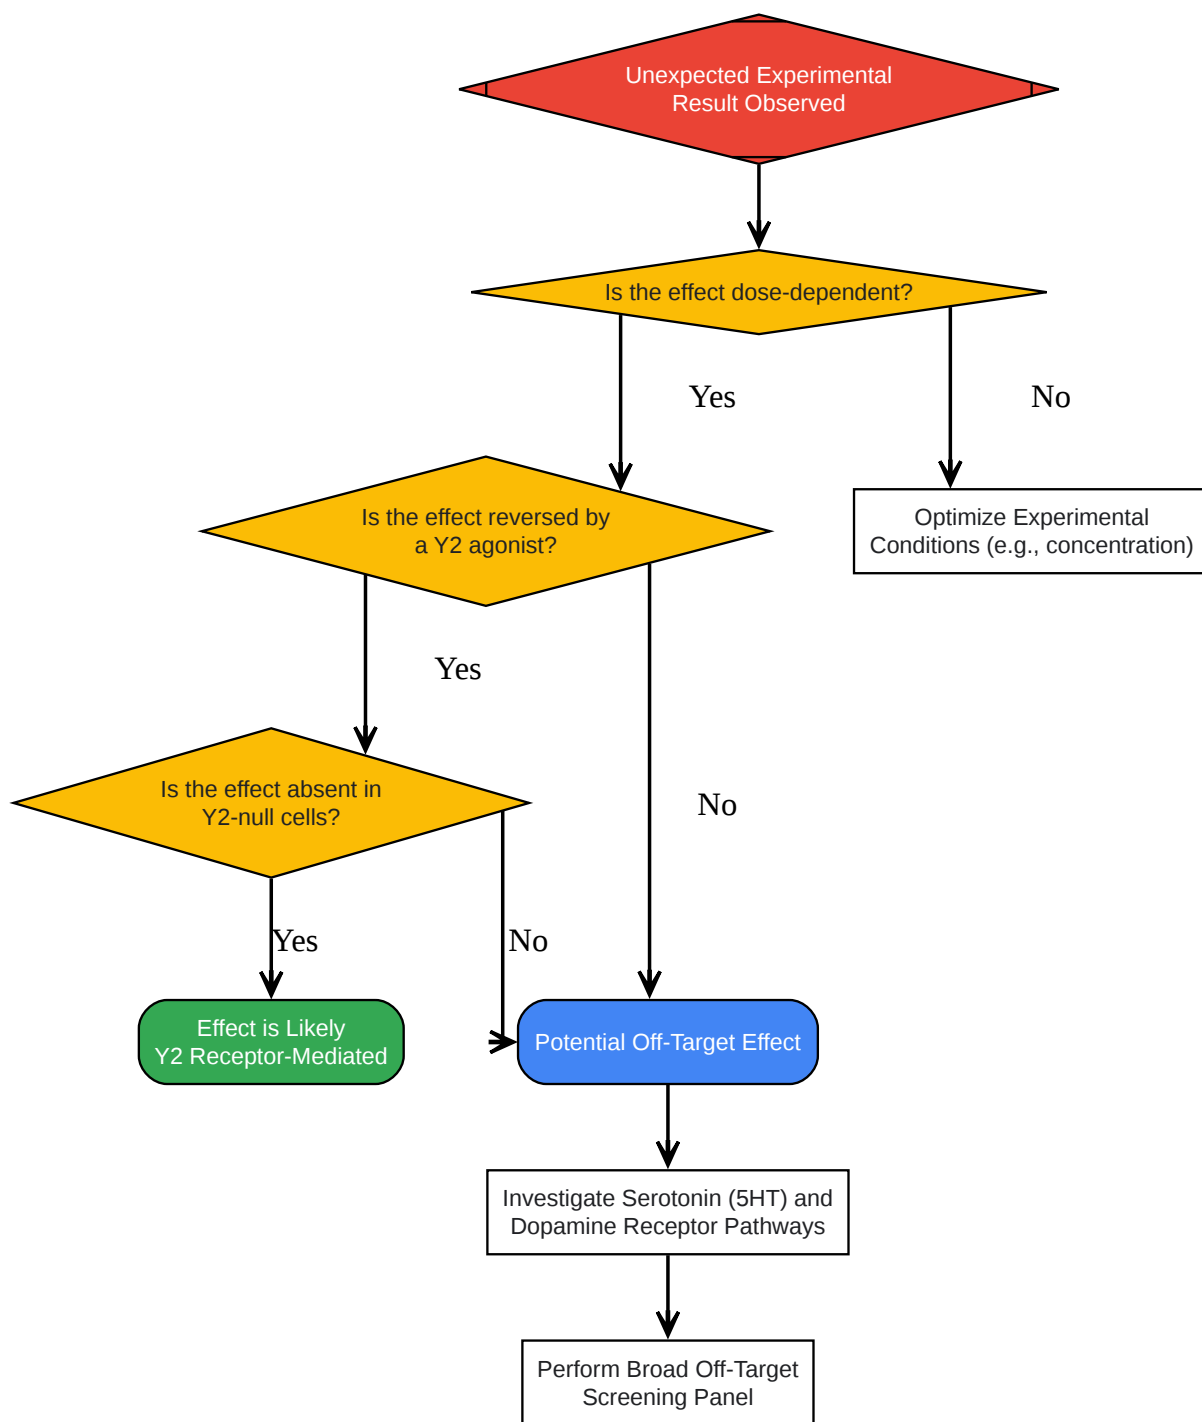 Unexpected Experimental
Result Observed
Is the effect dose-dependent?
Yes
No
Is the effect reversed by
a Y2 agonist?
Optimize Experimental
Conditions (e.g., concentration)
Yes
No
Is the effect absent in
Y2-null cells?
Yes
No
Effect is Likely
Y2 Receptor-Mediated
Potential Off-Target Effect
Investigate Serotonin (5HT) and
Dopamine Receptor Pathways
Perform Broad Off-Target
Screening Panel